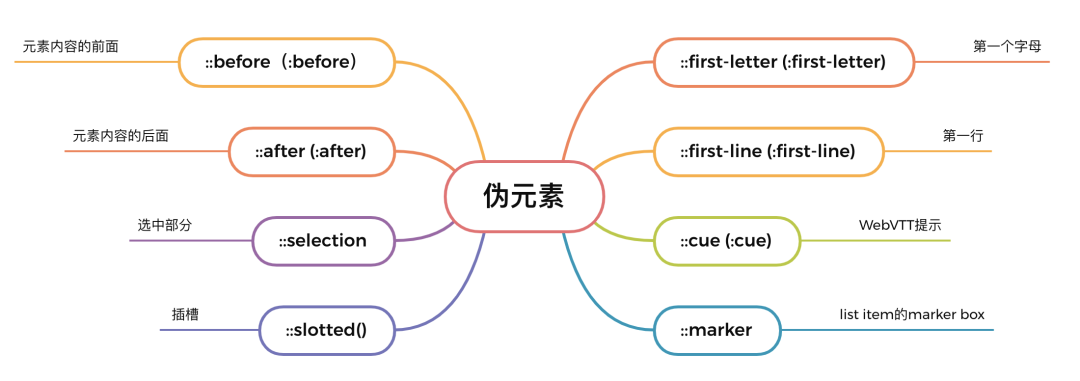 元素内容的前面
::before（:before）
::first-letter (:first-letter)
第一个字母
元素内容的后面
::after (:after)
::first-line (:first-line)
第一行
伪元素
选中部分
::selection
::cue (:cue)
WebVTT提示
插槽
::slotted()
::marker
list item的marker box